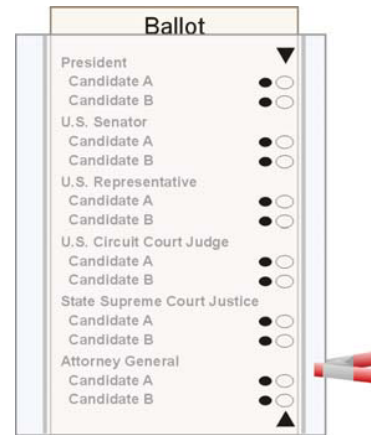 Ballot
President
Candidate A
Candidate B
U.S. Senator
Candidate A
Candidate B
U.S. Representative
Candidate A
Candidate B
U.S. Circuit Court Judge
Candidate A
Candidate B
State Supreme Court Justice
Candidate A
Candidate B
Attorney General
Candidate A
Candidate B